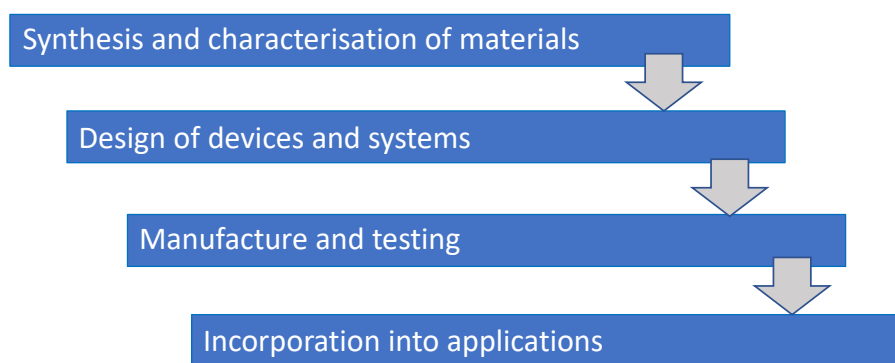 Synthesis and characterisation of materials
Design of devices and systems
Manufacture and testing
Incorporation into applications